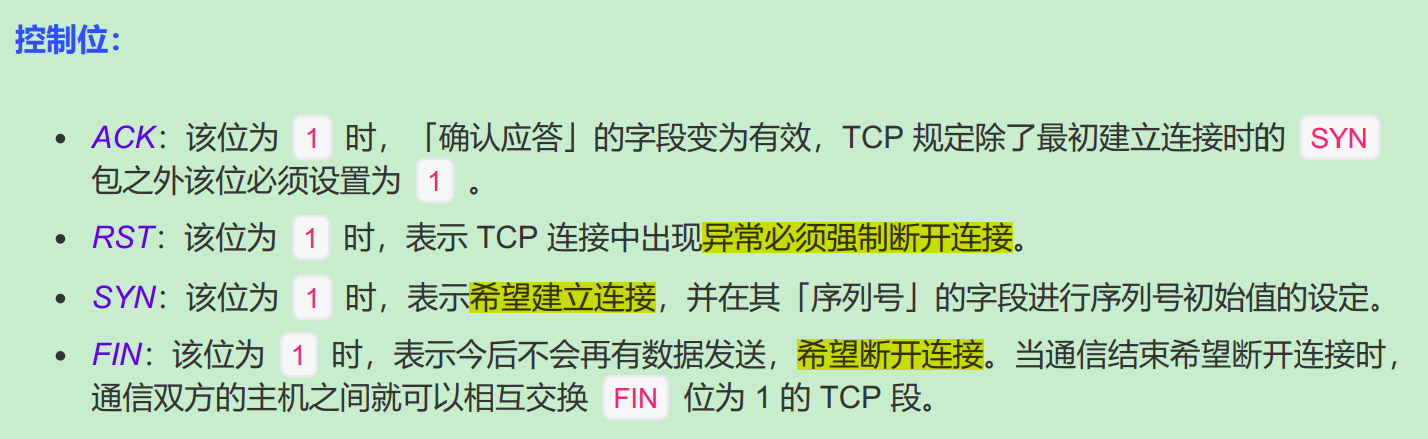 控制位：
ACK：该位为 1 时，「确认应答」的字段变为有效，TCP 规定除了最初建立连接时的 SYN
包之外该位必须设置为 1 。
RST：该位为 1 时，表示 TCP 连接中出现异常必须强制断开连接。
SYN：该位为 1 时，表示希望建立连接，并在其「序列号」的字段进行序列号初始值的设定。
FIN：该位为 1 时，表示今后不会再有数据发送，希望断开连接。当通信结束希望断开连接时，
通信双方的主机之间就可以相互交换 FIN 位为 1 的 TCP 段。